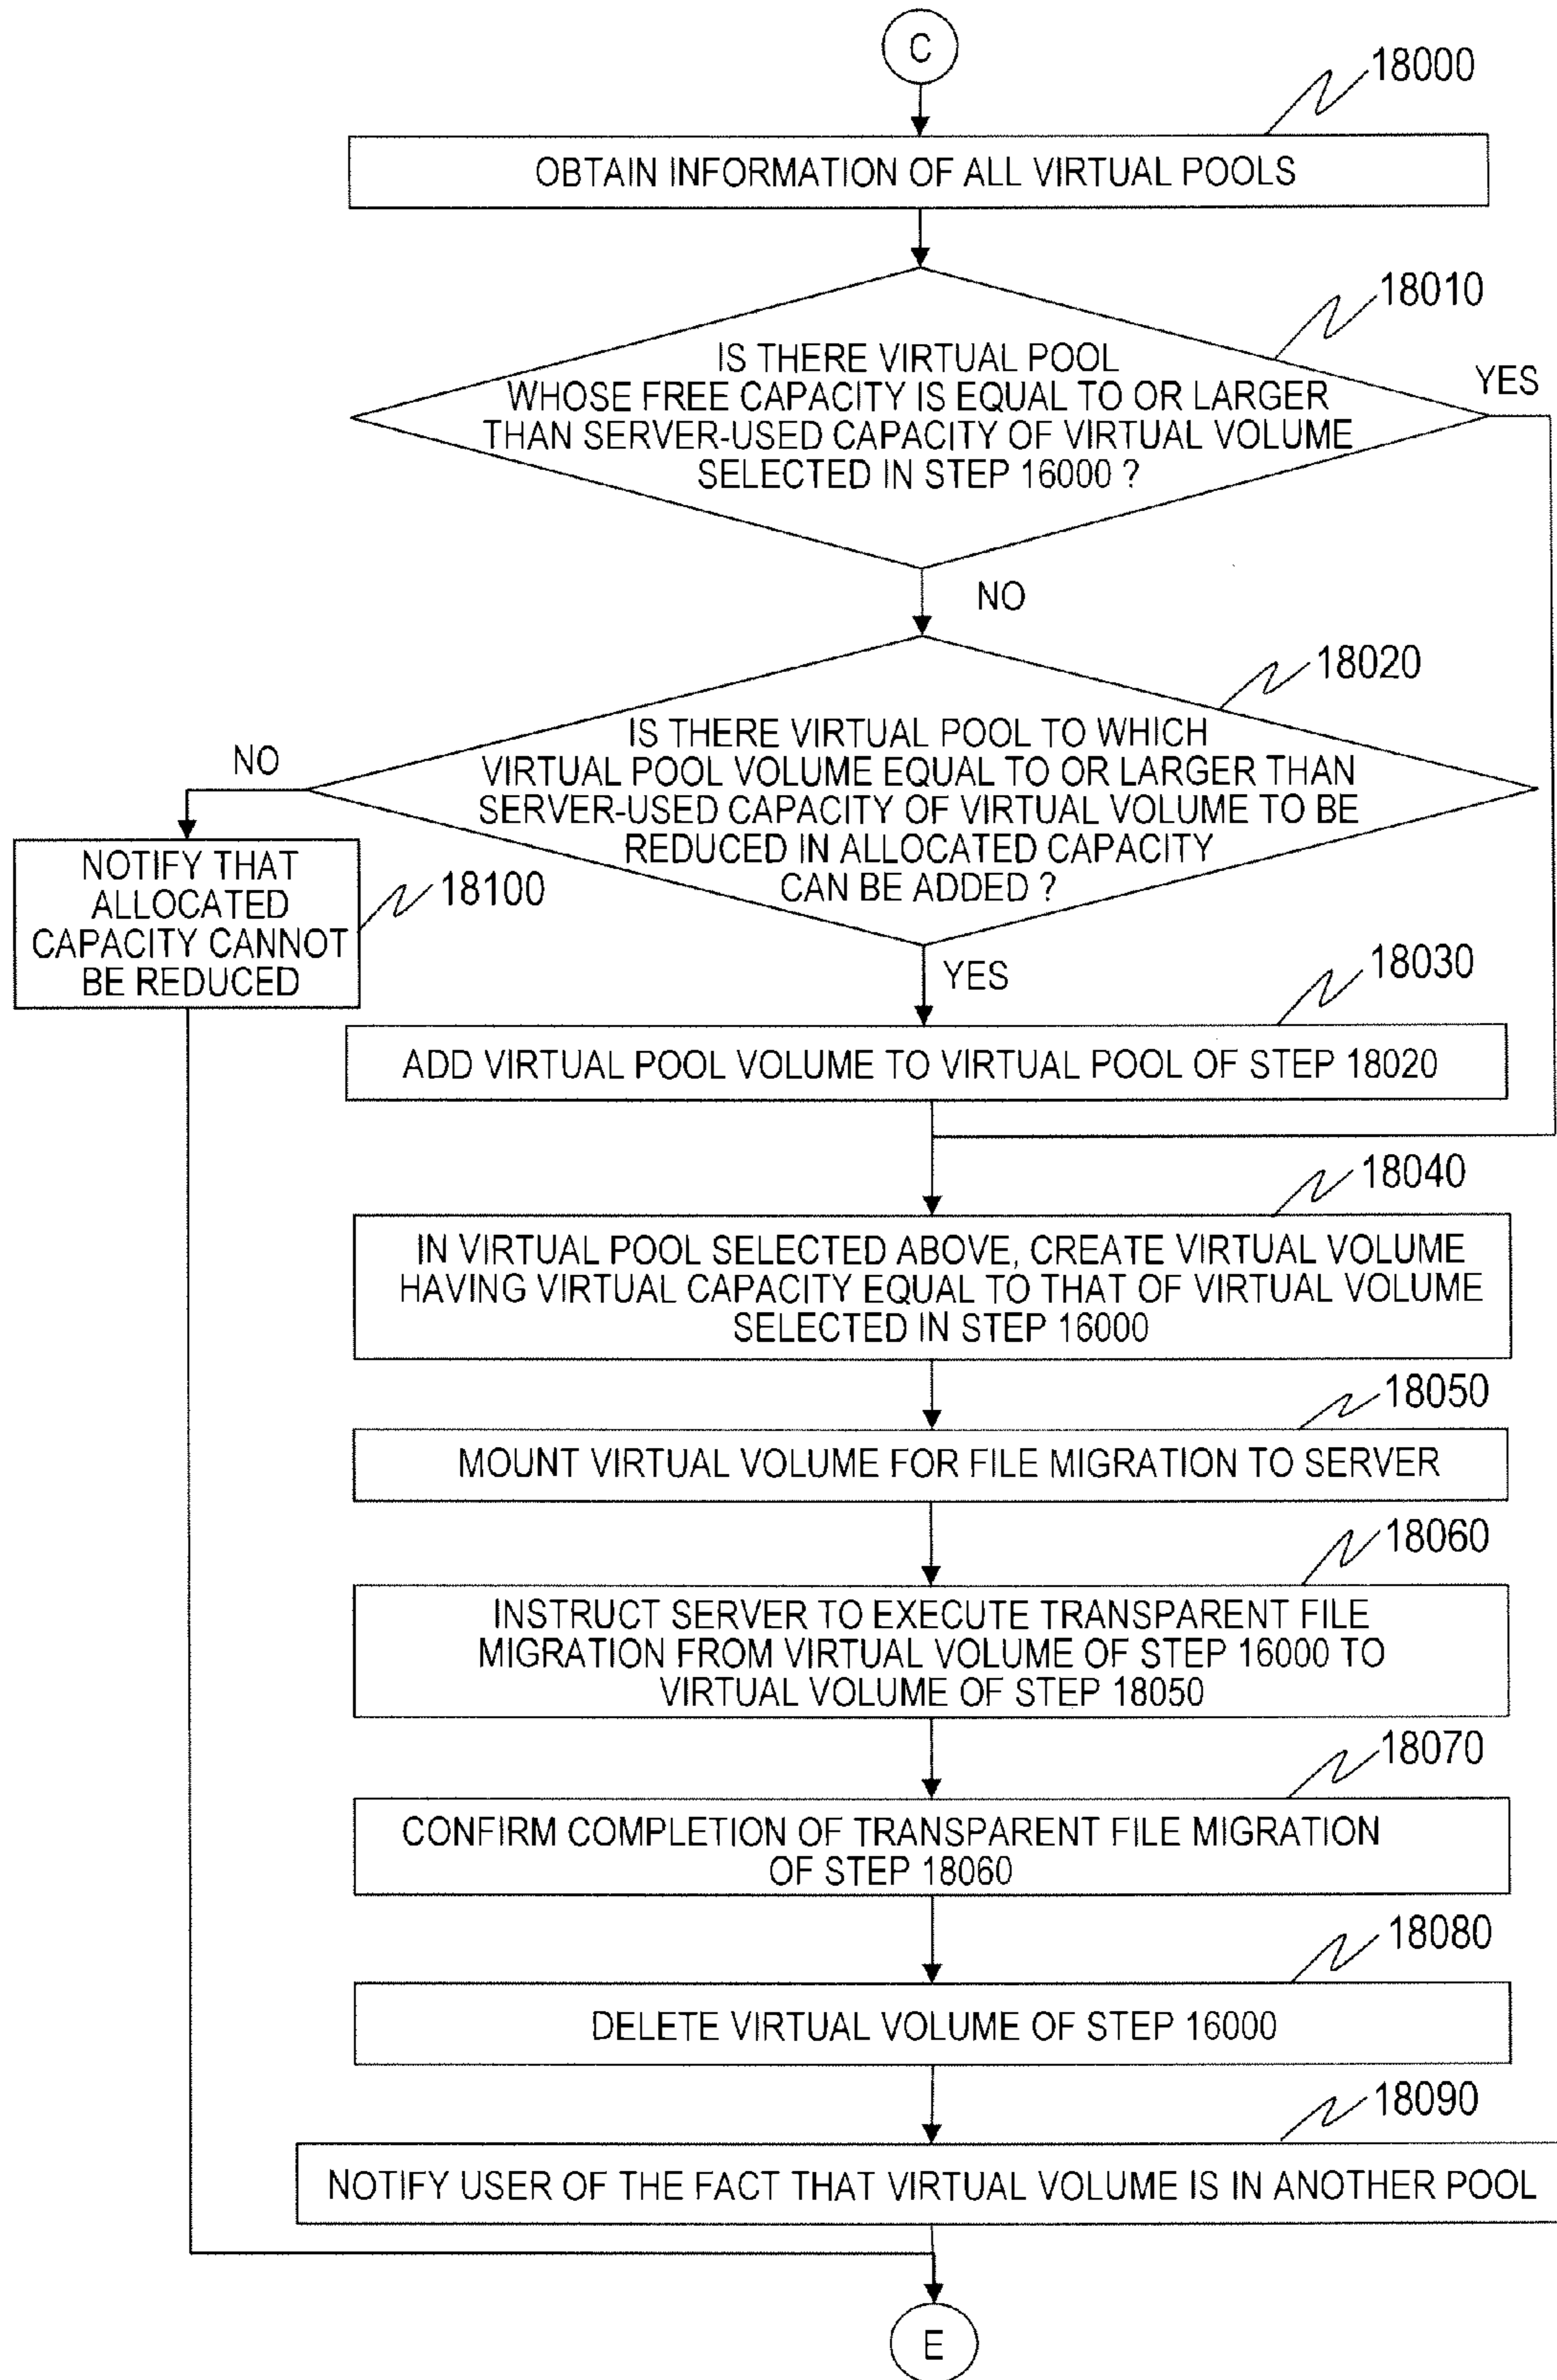 C
18000
OBTAIN INFORMATION OF ALL VIRTUAL POOLS
18010
IS THERE VIRTUAL POOL
WHOSE FREE CAPACITY IS EQUAL TO OR LARGER
THAN SERVER-USED CAPACITY OF VIRTUAL VOLUME
SELECTED IN STEP 16000 ?
YES
NO
18020
IS THERE VIRTUAL POOL TO WHICH
VIRTUAL POOL VOLUME EQUAL TO OR LARGER THAN
SERVER-USED CAPACITY OF VIRTUAL VOLUME TO BE
REDUCED IN ALLOCATED CAPACITY
CAN BE ADDED ?
NO
NOTIFY THAT
ALLOCATED
CAPACITY CANNOT
BE REDUCED
18100
YES
18030
ADD VIRTUAL POOL VOLUME TO VIRTUAL POOL OF STEP 18020
18040
IN VIRTUAL POOL SELECTED ABOVE, CREATE VIRTUAL VOLUME
HAVING VIRTUAL CAPACITY EQUAL TO THAT OF VIRTUAL VOLUME
SELECTED IN STEP 16000
18050
MOUNT VIRTUAL VOLUME FOR FILE MIGRATION TO SERVER
18060
INSTRUCT SERVER TO EXECUTE TRANSPARENT FILE
MIGRATION FROM VIRTUAL VOLUME OF STEP 16000 TO
VIRTUAL VOLUME OF STEP 18050
18070
CONFIRM COMPLETION OF TRANSPARENT FILE MIGRATION
OF STEP 18060
18080
DELETE VIRTUAL VOLUME OF STEP 16000
18090
NOTIFY USER OF THE FACT THAT VIRTUAL VOLUME IS IN ANOTHER POOL
E